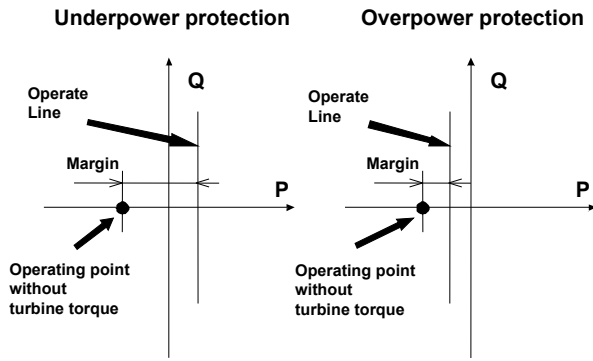 Underpower protection
Overpower protection
Q
Operate
Line
Margin
P
Operating point
without
turbine torque
Q
Operate
Line
Margin
P
Operating point
without
turbine torque